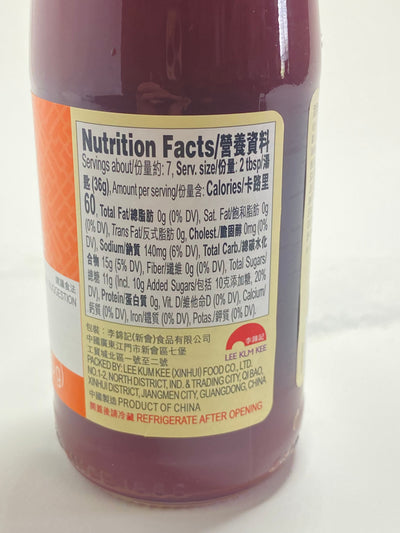 Nutrition Facts/營養資料
Servings about/份量約: 7, Serv. size/份量: 2 tbsp/湯
匙 (36g), Amount per serving/份量含: Calories/卡路里
60, Total Fat/總脂肪 0g (0% DV), Sat. Fat/飽和脂肪 0g
(0% DV), Trans Fat/反式脂肪 0g, Cholest./膽固醇 0mg (0%
DV), Sodium/鈉質 140mg (6% DV), Total Carb./總碳水化
合物 15g (5% DV), Fiber/纖維 0g (0% DV), Total Sugars/
總糖 11g (Incl. 10g Added Sugars/包括 10克添加糖, 20%
DV), Protein/蛋白質 0g, Vit. D/維他命D (0% DV), Calcium/
鈣質 (0% DV), Iron/鐵質 (0% DV), Potas./鉀質 (0% DV).
包裝：李錦記(新會)食品有限公司
中國廣東江門市新會區七堡
工貿城北區一號至二號
李錦記
LEE KUM KEE
PACKED BY: LEE KUM KEE (XINHUI) FOOD CO., LTD.
NO.1-2, NORTH DISTRICT, IND. & TRADING CITY, QI BAO,
XINHUI DISTRICT, JIANGMEN CITY, GUANGDONG, CHINA
中國製造 PRODUCT OF CHINA
開蓋後請冷藏 REFRIGERATE AFTER OPENING